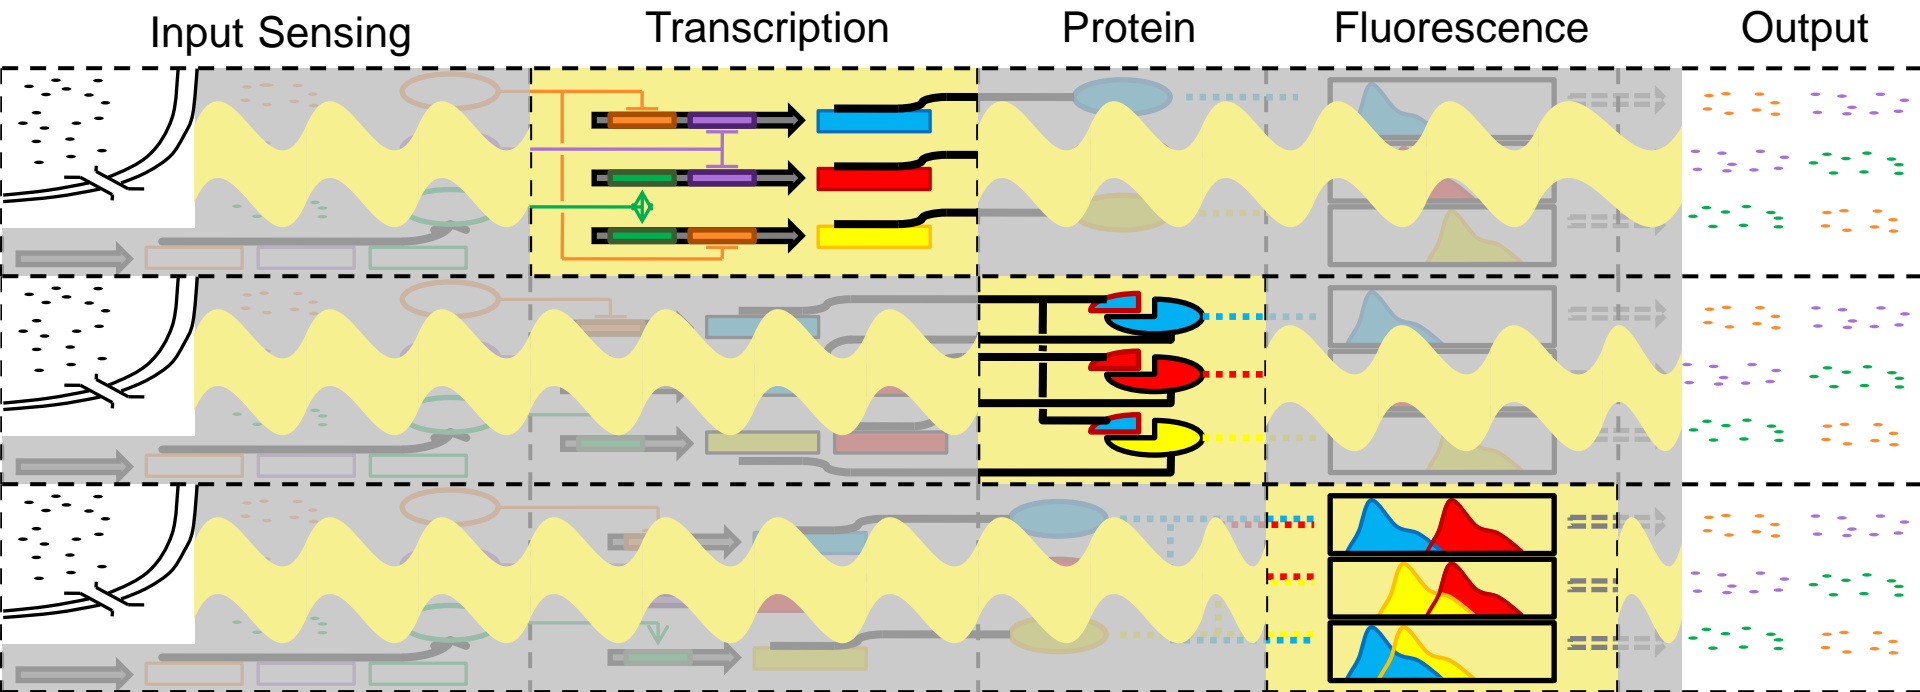 Input Sensing
Transcription
Protein
Fluorescence
Output